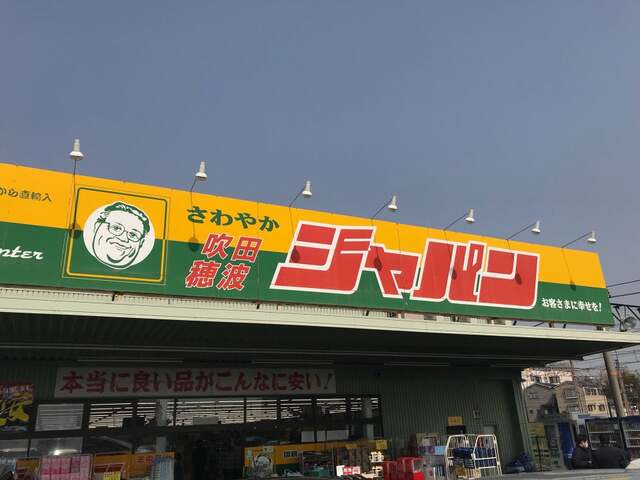 から直輸入
enter
さわやか
吹田
穂波
ジャパン
お客さまに幸せを!
本当に良い品がこんなに安い!